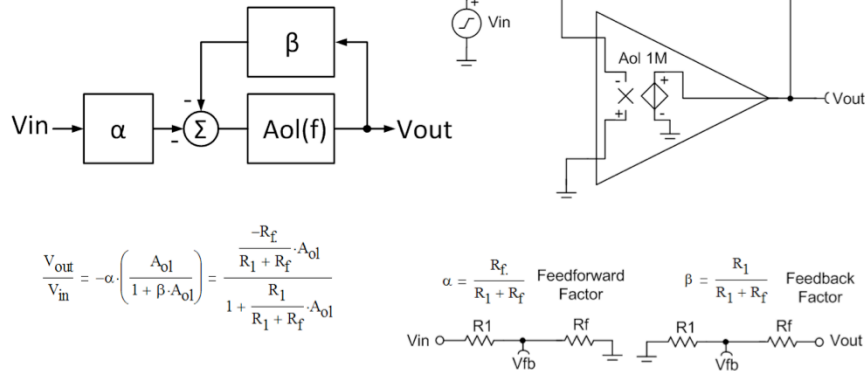 β
Vin
α
-
-
Σ
Aol(f)
Vout
+
Vin
Aol 1M
-
+
+
-
Vout
Vout/Vin = -α·(Aol/(1 + β·Aol)) = (-Rf/(R1 + Rf)·Aol)/(1 + R1/(R1 + Rf)·Aol)
α = Rf/(R1 + Rf) Feedforward
Factor
β = R1/(R1 + Rf) Feedback
Factor
Vin R1 Rf
Vfb
R1 Rf Vout
Vfb